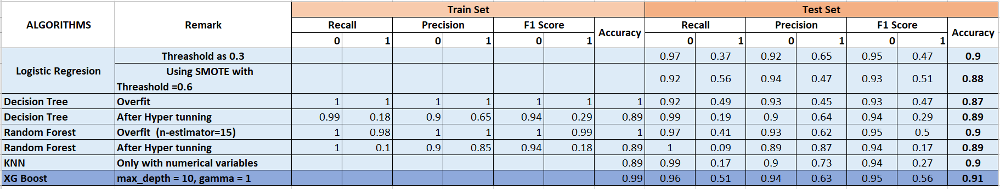 Train Set Test Set
ALGORITHMS Remark Recall Precision F1 Score Accuracy Recall Precision F1 Score Accuracy
0 1 0 1 0 1 0 1 0 1 0 1
Logistic Regresion Threashold as 0.3 0.97 0.37 0.92 0.65 0.95 0.47 0.9
Using SMOTE with
Threashold =0.6 0.92 0.56 0.94 0.47 0.93 0.51 0.88
Decision Tree Overfit 1 1 1 1 1 1 1 0.92 0.49 0.93 0.45 0.93 0.47 0.87
Decision Tree After Hyper tunning 0.99 0.18 0.9 0.65 0.94 0.29 0.89 0.99 0.19 0.9 0.64 0.94 0.29 0.89
Random Forest Overfit (n-estimator=15) 1 0.98 1 1 1 0.99 1 0.97 0.41 0.93 0.62 0.95 0.5 0.9
Random Forest After Hyper tunning 1 0.1 0.9 0.85 0.94 0.18 0.89 1 0.09 0.89 0.87 0.94 0.17 0.89
KNN Only with numerical variables 0.89 0.99 0.17 0.9 0.73 0.94 0.27 0.9
XG Boost max_depth = 10, gamma = 1 0.99 0.96 0.51 0.94 0.63 0.95 0.56 0.91